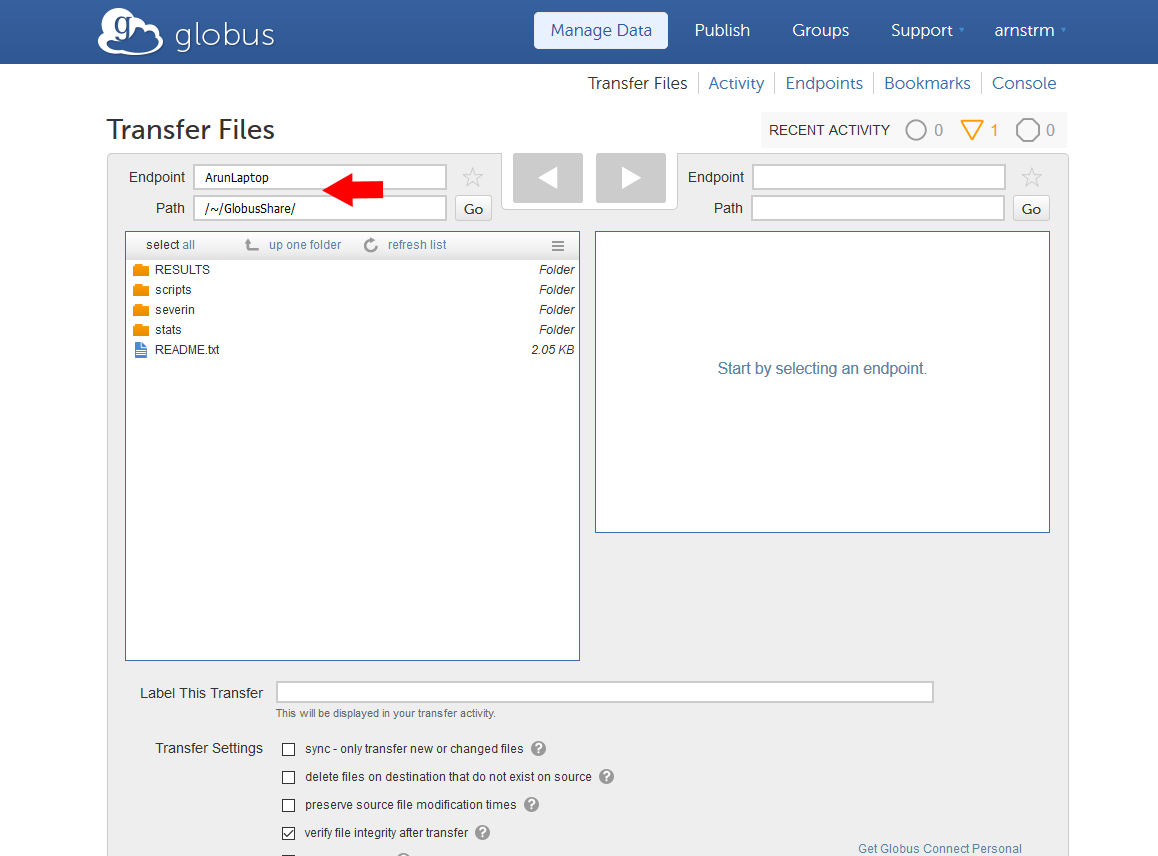 globus
Manage Data Publish Groups Support arnstrm
Transfer Files Activity Endpoints Bookmarks Console
Transfer Files
RECENT ACTIVITY 0 1 0
Endpoint ArunLaptop
Path /~/GlobusShare/ Go
Endpoint
Path Go
select all up one folder refresh list
RESULTS Folder
scripts Folder
severin Folder
stats Folder
README.txt 2.05 KB
Start by selecting an endpoint.
Label This Transfer
This will be displayed in your transfer activity.
Transfer Settings
sync - only transfer new or changed files ?
delete files on destination that do not exist on source ?
preserve source file modification times ?
verify file integrity after transfer ?
Get Globus Connect Personal